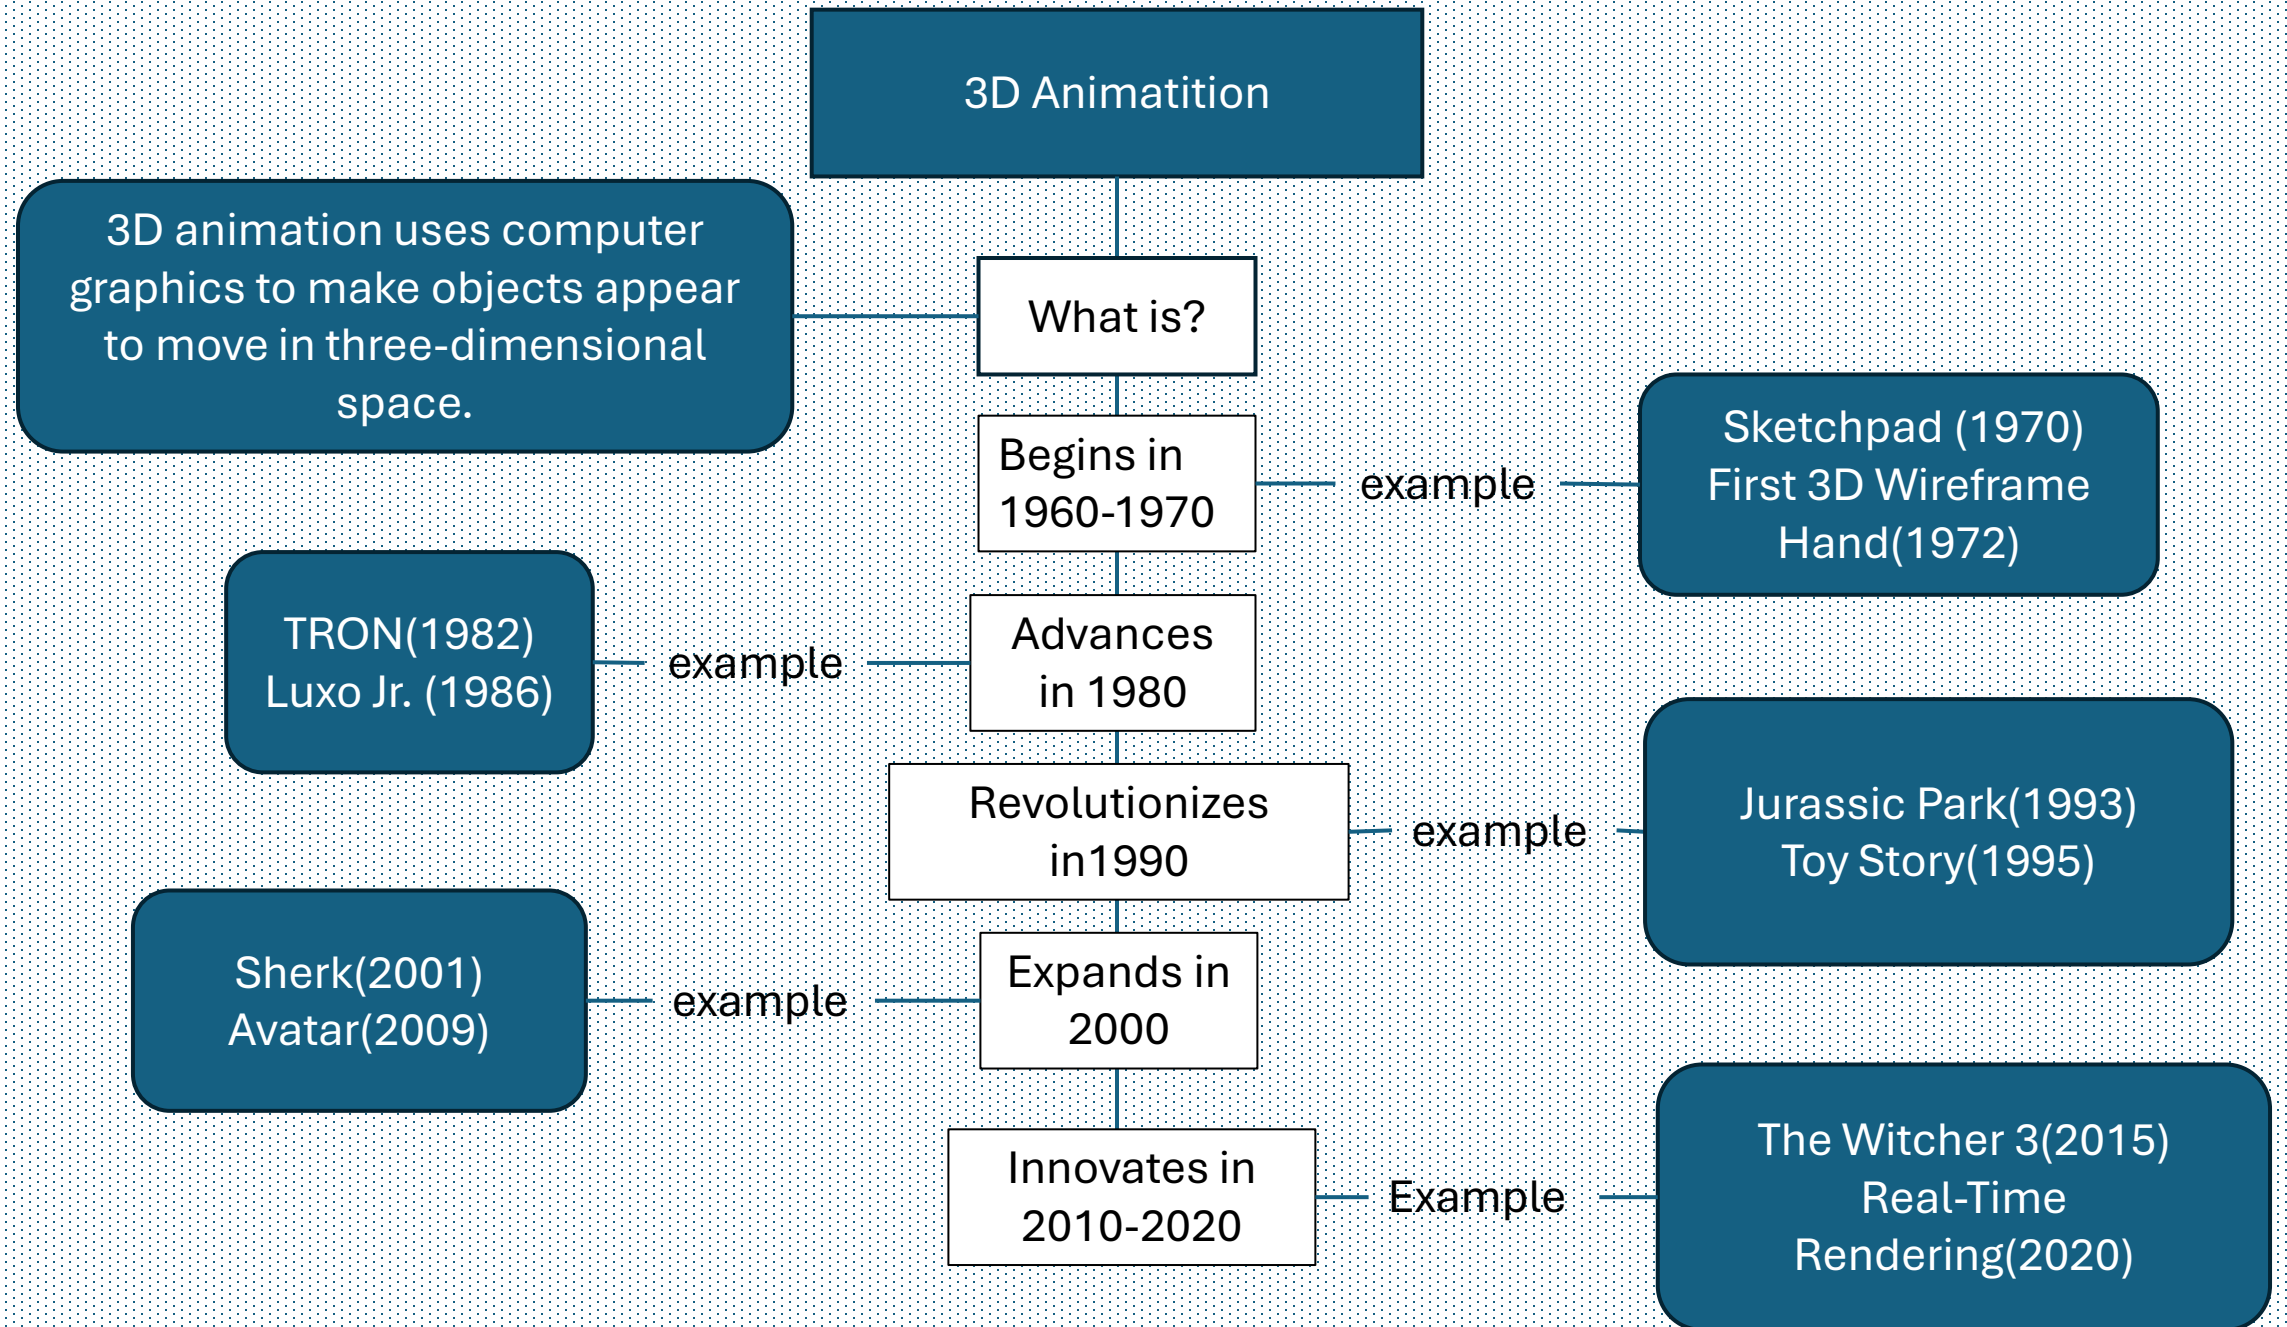 3D Animatition
3D animation uses computer
graphics to make objects appear
to move in three-dimensional
space.
What is?
Begins in
1960-1970
example
Sketchpad (1970)
First 3D Wireframe
Hand(1972)
TRON(1982)
Luxo Jr. (1986)
example
Advances
in 1980
Revolutionizes
in1990
example
Jurassic Park(1993)
Toy Story(1995)
Sherk(2001)
Avatar(2009)
example
Expands in
2000
Innovates in
2010-2020
Example
The Witcher 3(2015)
Real-Time
Rendering(2020)